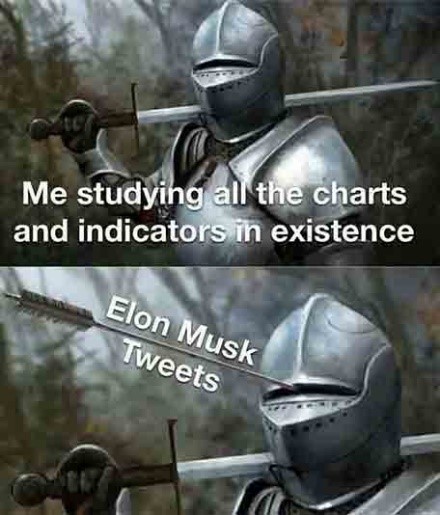 Me studying all the charts
and indicators in existence
Elon Musk
Tweets